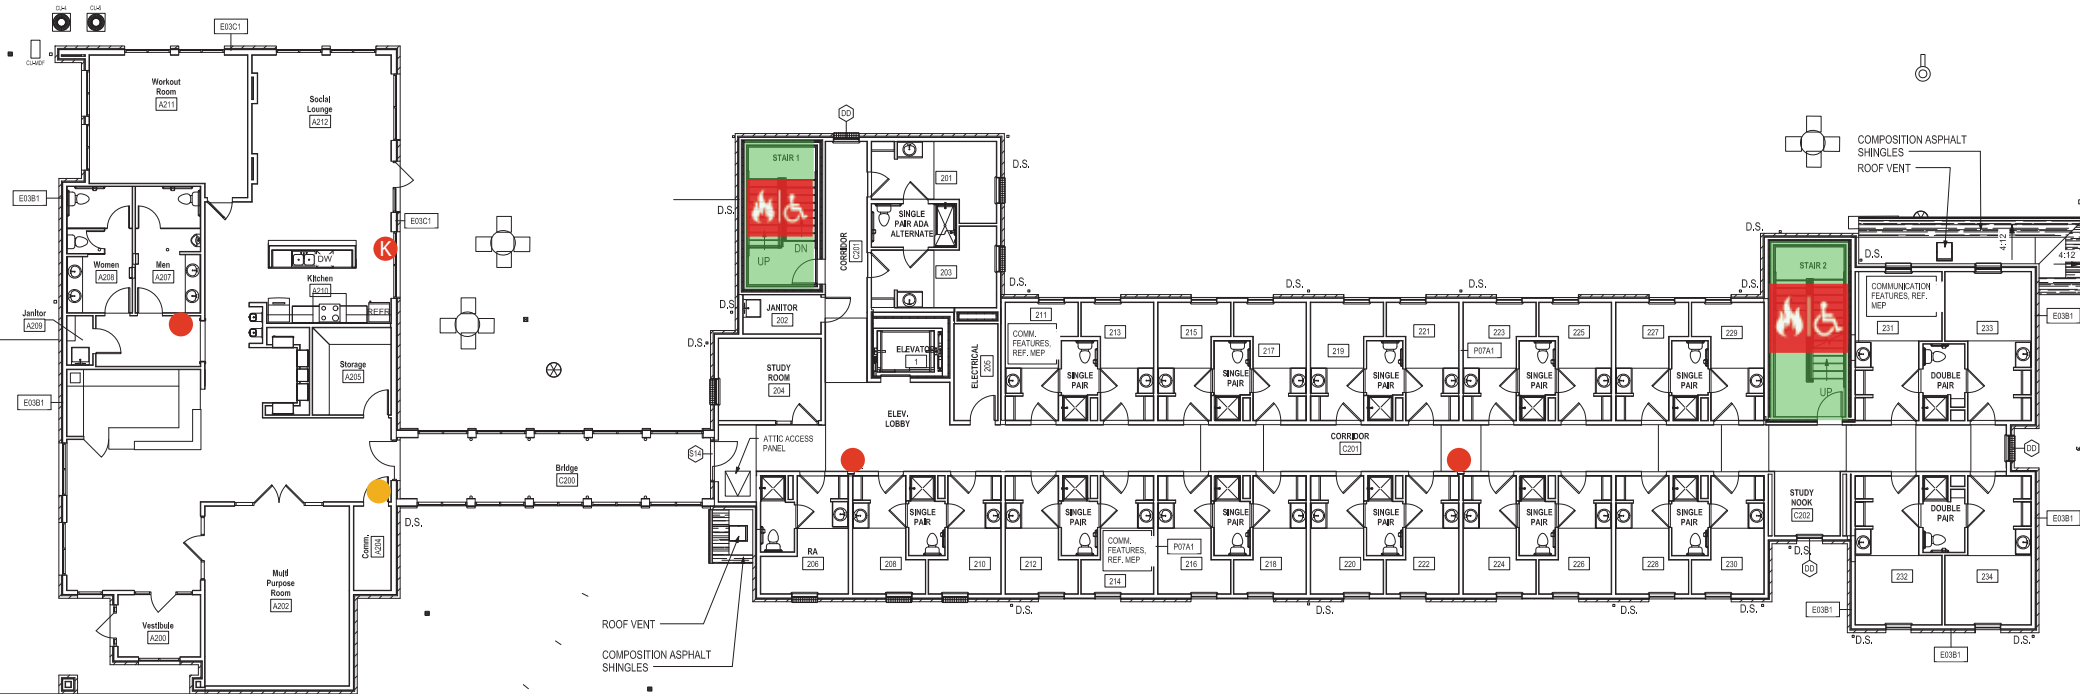 CU-4
CU-5
E03C1
CU-MDF
Workout
Room
A211
Social
Lounge
A212
E03B1
E03C1
K
DW
Kitchen
A210
REFR
Women
A208
Men
A207
Janitor
A209
Storage
A205
E03B1
Bridge
C200
S14
Comm.
A204
D.S.
Multi
Purpose
Room
A202
Vestibule
A200
DD
STAIR 1
UP
DN
D.S.
D.S.
D.S.
CORRIDOR
C201
201
SINGLE
PAIR ADA
ALTERNATE
203
D.S.
D.S.
JANITOR
202
STUDY
ROOM
204
ELEVATOR
1
ELECTRICAL
205
ELEV.
LOBBY
ATTIC ACCESS
PANEL
211
COMM.
FEATURES,
REF. MEP
213
SINGLE
PAIR
215
217
SINGLE
PAIR
D.S.
219
221
SINGLE
PAIR
D.S.
223
P07A1
225
SINGLE
PAIR
227
229
SINGLE
PAIR
D.S.
D.S.
STAIR 2
UP
D.S.
COMPOSITION ASPHALT
SHINGLES
ROOF VENT
4:12
4:12
COMMUNICATION
FEATURES, REF.
MEP
231
233
E03B1
DOUBLE
PAIR
CORRIDOR
C201
DD
RA
206
208
SINGLE
PAIR
210
212
SINGLE
PAIR
COMM.
FEATURES,
REF. MEP
214
P07A1
216
SINGLE
PAIR
218
220
SINGLE
PAIR
222
224
SINGLE
PAIR
226
228
SINGLE
PAIR
230
STUDY
NOOK
C202
D.S.
DD
DOUBLE
PAIR
232
234
E03B1
E03B1
D.S.
D.S.
D.S.
D.S.
D.S.
D.S.
E03B1
ROOF VENT
COMPOSITION ASPHALT
SHINGLES